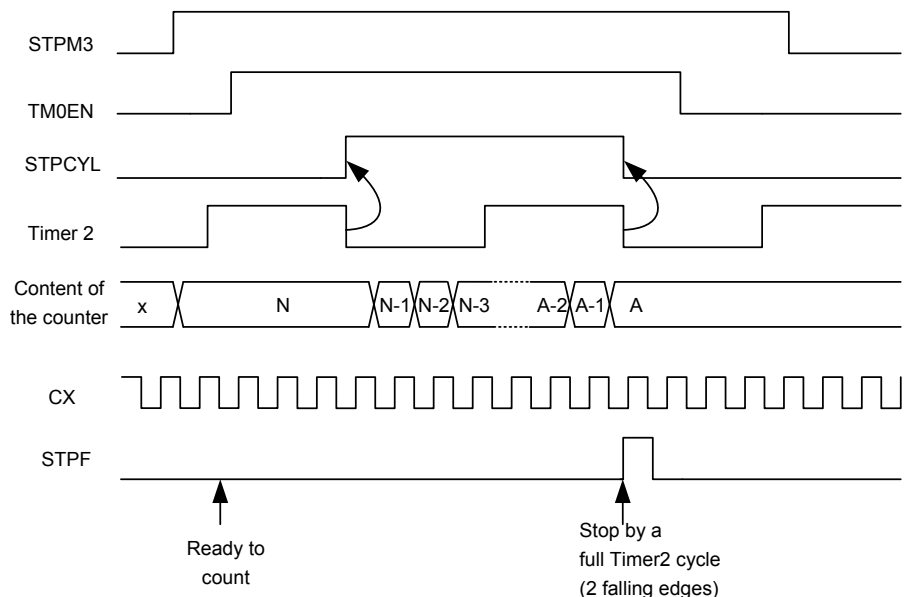 STPM3
TM0EN
STPCYL
Timer 2
Content of
the counter
x N N-1 N-2 N-3 A-2 A-1 A
CX
STPF
Ready to
count
Stop by a
full Timer2 cycle
(2 falling edges)